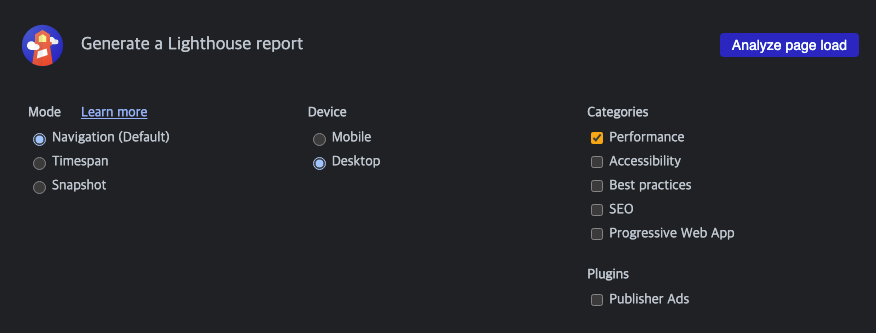 Generate a Lighthouse report
Analyze page load
Mode Learn more
Navigation (Default)
Timespan
Snapshot
Device
Mobile
Desktop
Categories
Performance
Accessibility
Best practices
SEO
Progressive Web App
Plugins
Publisher Ads